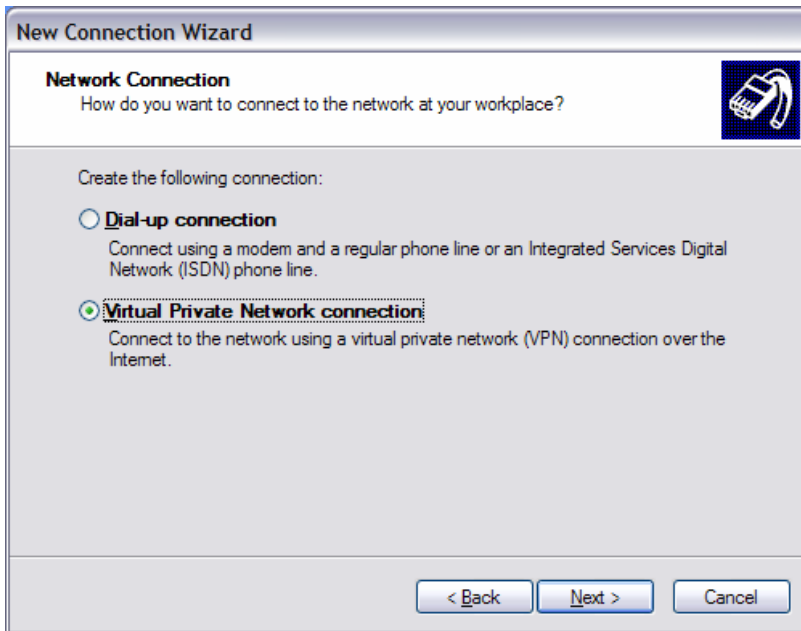 New Connection Wizard
Network Connection
How do you want to connect to the network at your workplace?
Create the following connection:
Dial-up connection
Connect using a modem and a regular phone line or an Integrated Services Digital
Network (ISDN) phone line.
Virtual Private Network connection
Connect to the network using a virtual private network (VPN) connection over the
Internet.
< Back
Next >
Cancel